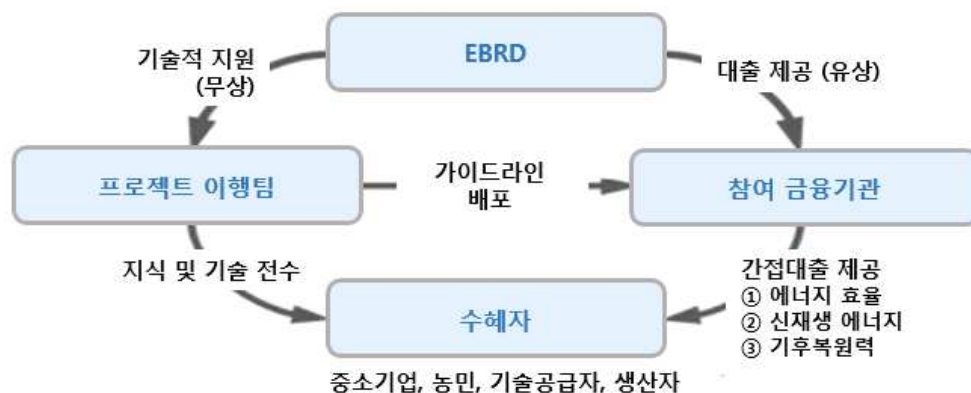 EBRD
기술적 지원
(무상)
대출 제공 (유상)
프로젝트 이행팀
가이드라인
배포
참여 금융기관
지식 및 기술 전수
수혜자
간접대출 제공
① 에너지 효율
② 신재생 에너지
③ 기후복원력
중소기업, 농민, 기술공급자, 생산자